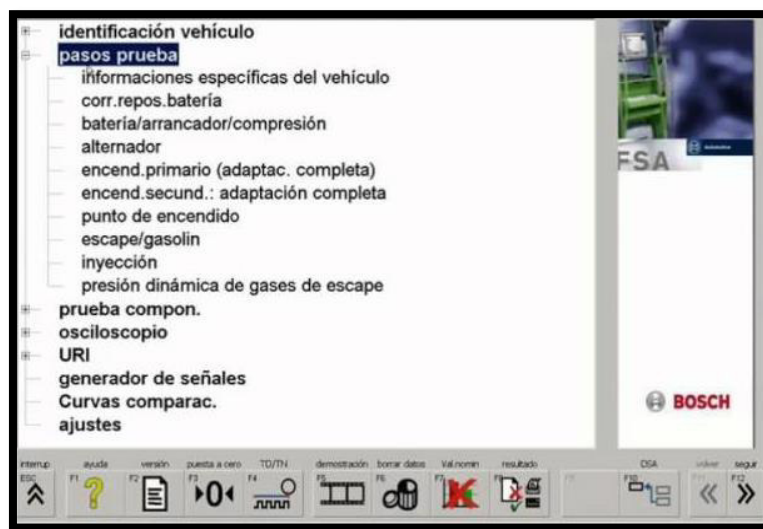 identificación vehículo
pasos prueba
informaciones específicas del vehículo
corr.repos.batería
batería/arrancador/compresión
alternador
encend.primario (adaptac. completa)
encend.secund.: adaptación completa
punto de encendido
escape/gasolin
inyección
presión dinámica de gases de escape
prueba compon.
osciloscopio
URI
generador de señales
Curvas comparac.
ajustes
FSA
BOSCH
interrup ayuda versión puesta a cero TD/TN demostración borrar datos Val.nomin resultado DSA volver seguir
ESC F1 F2 F3 F4 F5 F6 F7 F8 F10 F11 F12